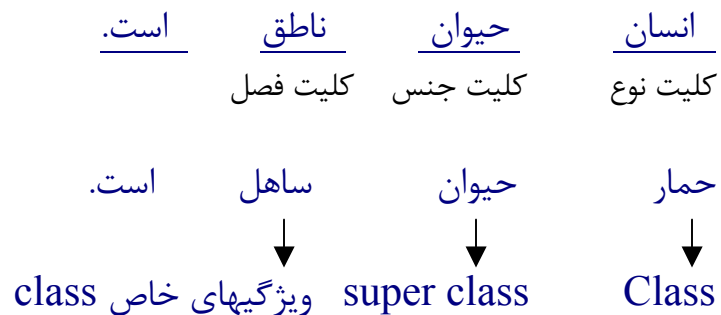 انسان حیوان ناطق است.
کلیت نوع کلیت جنس کلیت فصل
حمار حیوان ساهل است.
Class super class ویژگیهای خاص class